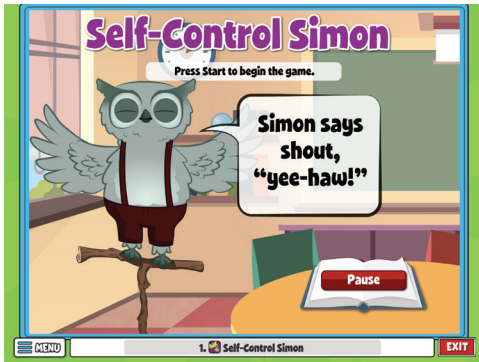 Self-Control Simon
Press Start to begin the game.
Simon says
shout,
“yee-haw!”
Pause
MENU
1. Self-Control Simon
EXIT